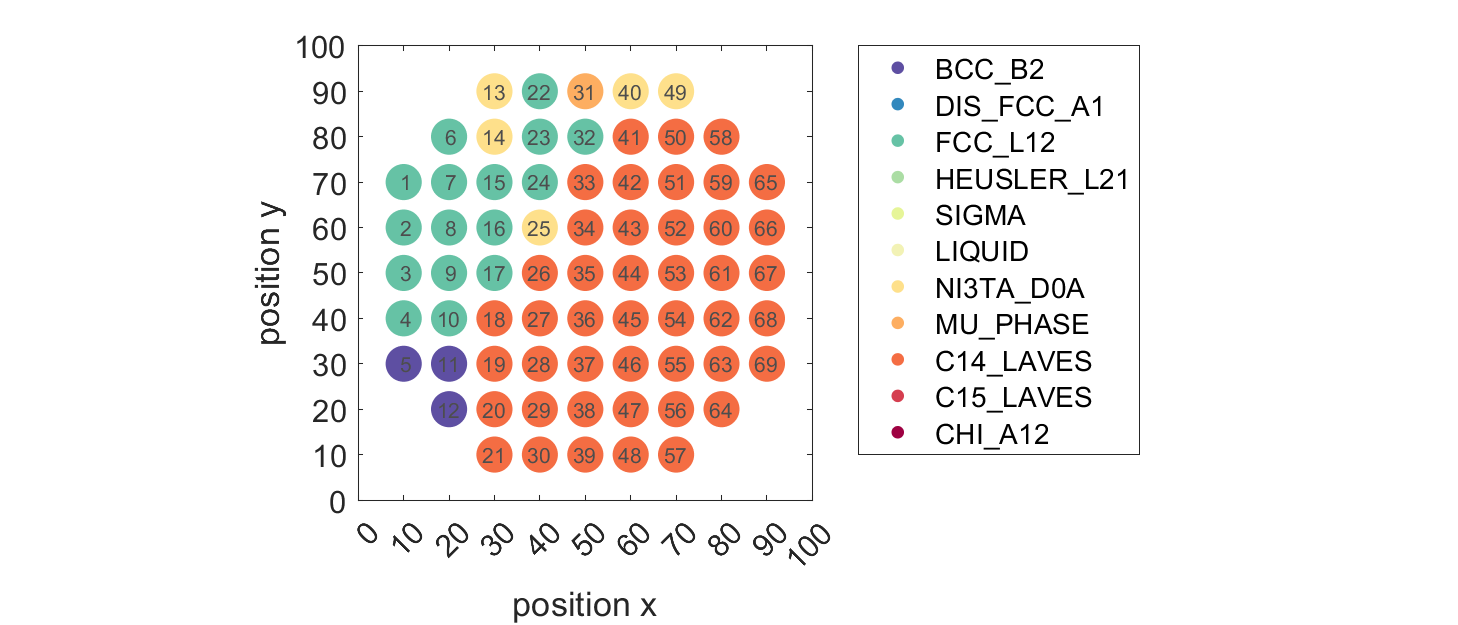 100
90
80
70
60
50
40
30
20
10
0
position y
13 22 31 40 49
6 14 23 32 41 50 58
1 7 15 24 33 42 51 59 65
2 8 16 25 34 43 52 60 66
3 9 17 26 35 44 53 61 67
4 10 18 27 36 45 54 62 68
5 11 19 28 37 46 55 63 69
12 20 29 38 47 56 64
21 30 39 48 57
0 10 20 30 40 50 60 70 80 90 100
position x
BCC_B2
DIS_FCC_A1
FCC_L12
HEUSLER_L21
SIGMA
LIQUID
NI3TA_D0A
MU_PHASE
C14_LAVES
C15_LAVES
CHI_A12